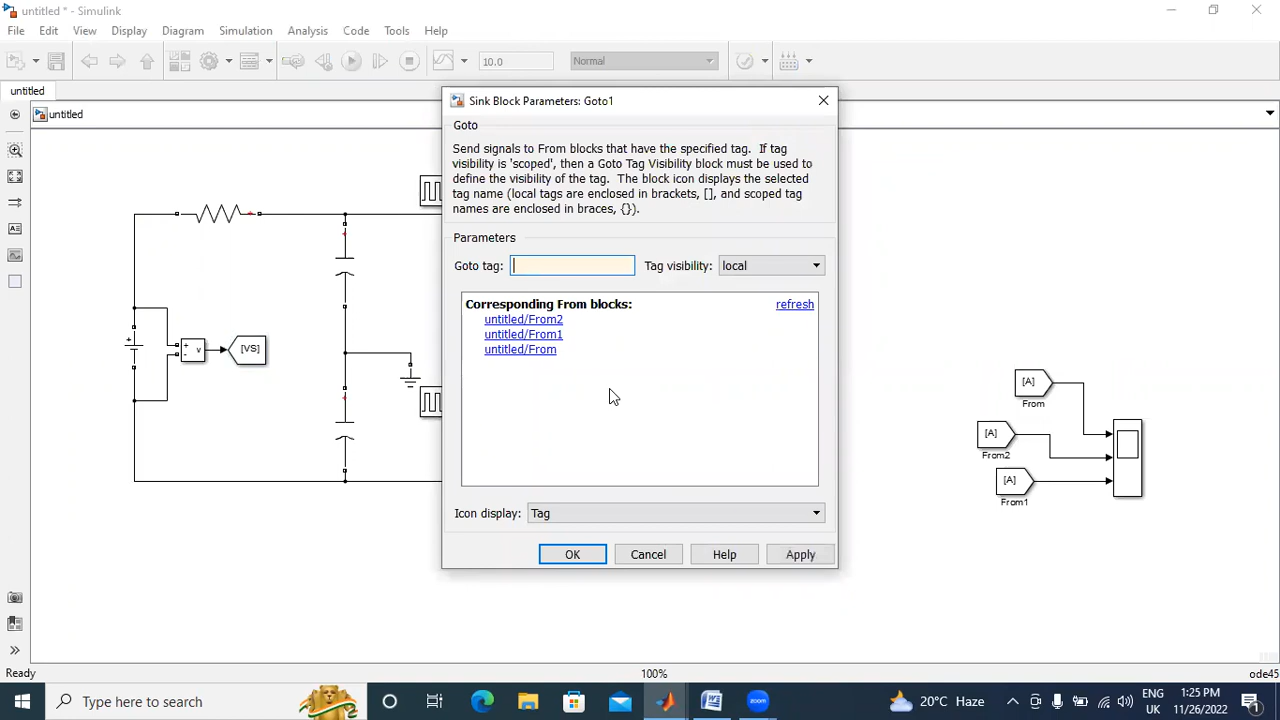 untitled * - Simulink
File Edit View Display Diagram Simulation Analysis Code Tools Help
10.0 Normal
untitled
untitled
Sink Block Parameters: Goto1
Goto
Send signals to From blocks that have the specified tag. If tag
visibility is 'scoped', then a Goto Tag Visibility block must be used to
define the visibility of the tag. The block icon displays the selected
tag name (local tags are enclosed in brackets, [], and scoped tag
names are enclosed in braces, {}).
Parameters
Goto tag: Tag visibility: local
Corresponding From blocks: refresh
untitled/From2
untitled/From1
untitled/From
Icon display: Tag
OK Cancel Help Apply
+
+
-
v
[VS]
[A]
From
[A]
From2
[A]
From1
Ready 100% ode45
Type here to search
20°C Haze
ENG
UK
1:25 PM
11/26/2022
1
zoom